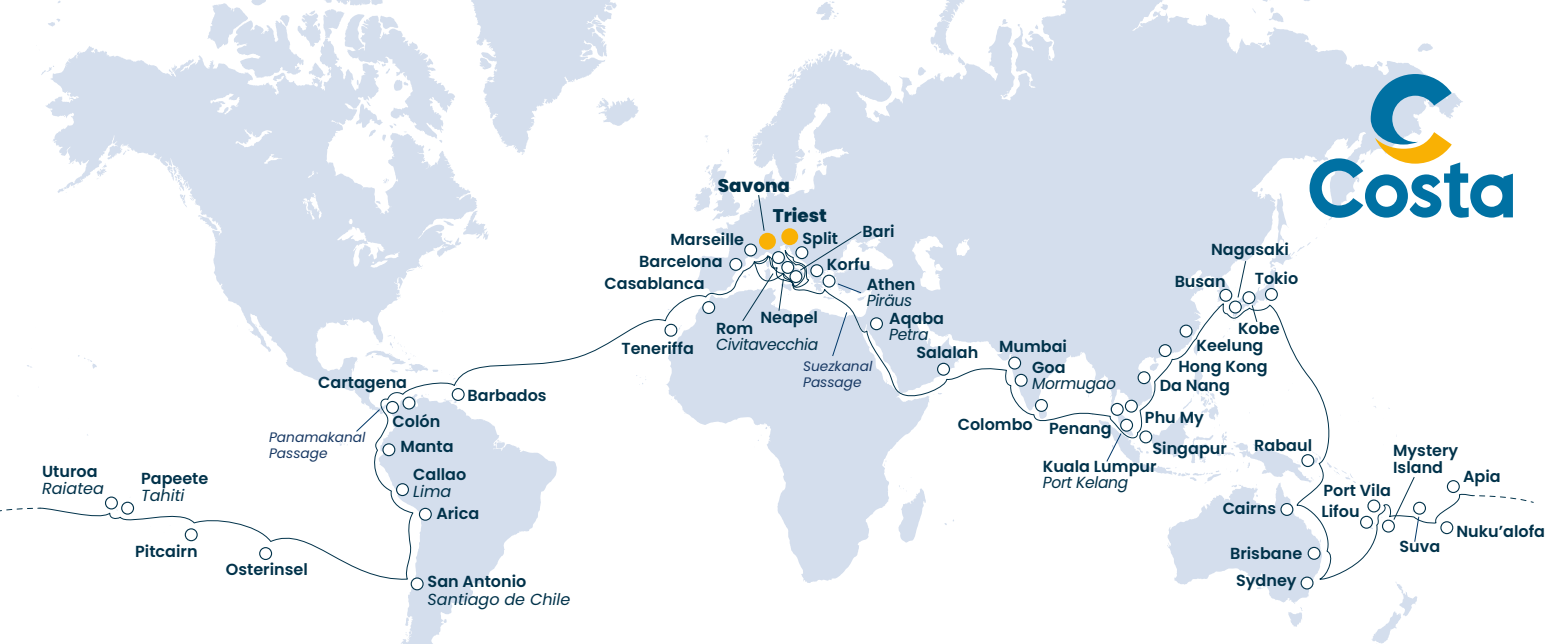 Costa
Savona
Triest
Marseille
Split
Bari
Barcelona
Korfu
Casablanca
Athen
Piräus
Rom
Civitavecchia
Neapel
Aqaba
Petra
Teneriffa
Suezkanal
Passage
Salalah
Mumbai
Goa
Mormugao
Colombo
Penang
Kuala Lumpur
Port Kelang
Singapur
Phu My
Da Nang
Hong Kong
Keelung
Nagasaki
Busan
Tokio
Kobe
Rabaul
Cairns
Brisbane
Sydney
Lifou
Port Vila
Mystery
Island
Suva
Nuku’alofa
Apia
Uturoa
Raiatea
Papeete
Tahiti
Pitcairn
Osterinsel
San Antonio
Santiago de Chile
Arica
Callao
Lima
Manta
Panamakanal
Passage
Colón
Cartagena
Barbados